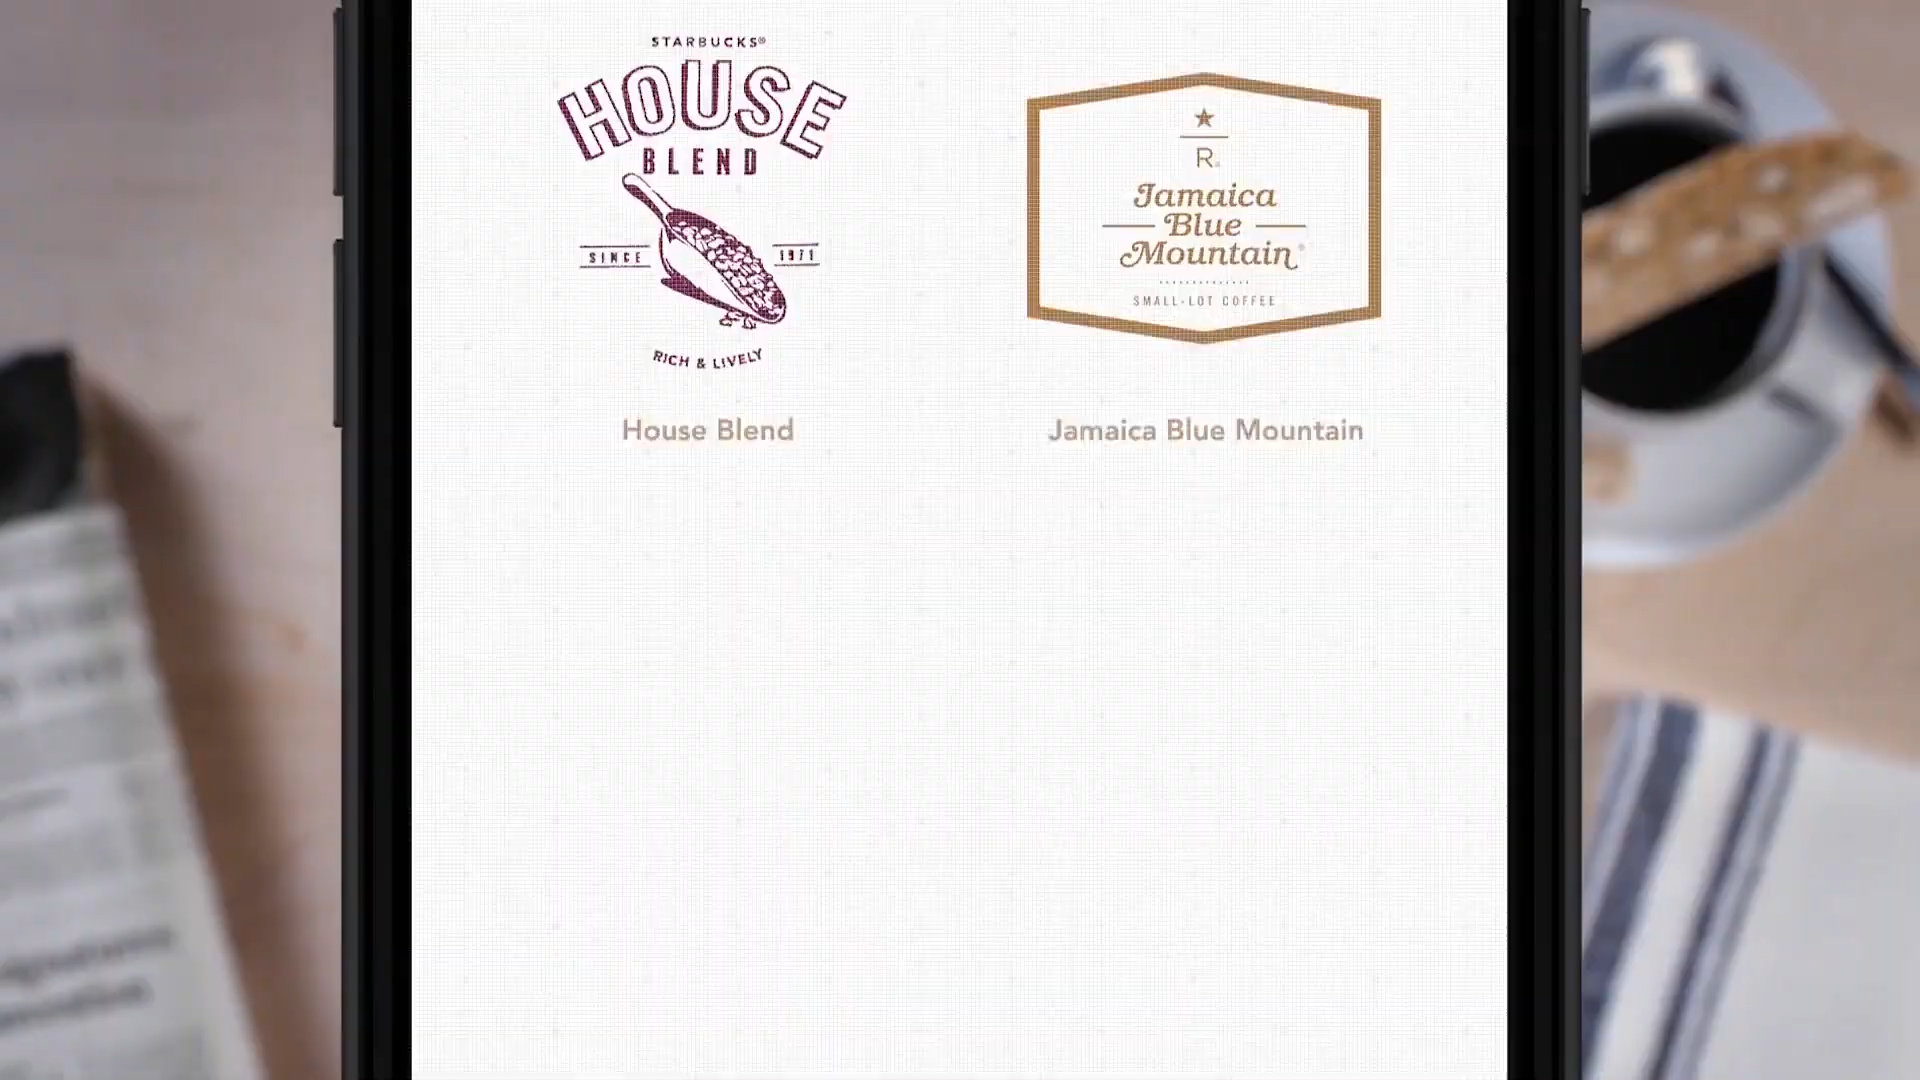 STARBUCKS®
HOUSE
BLEND
SINCE 1971
RICH & LIVELY
House Blend
R.
Jamaica
Blue
Mountain®
SMALL-LOT COFFEE
Jamaica Blue Mountain